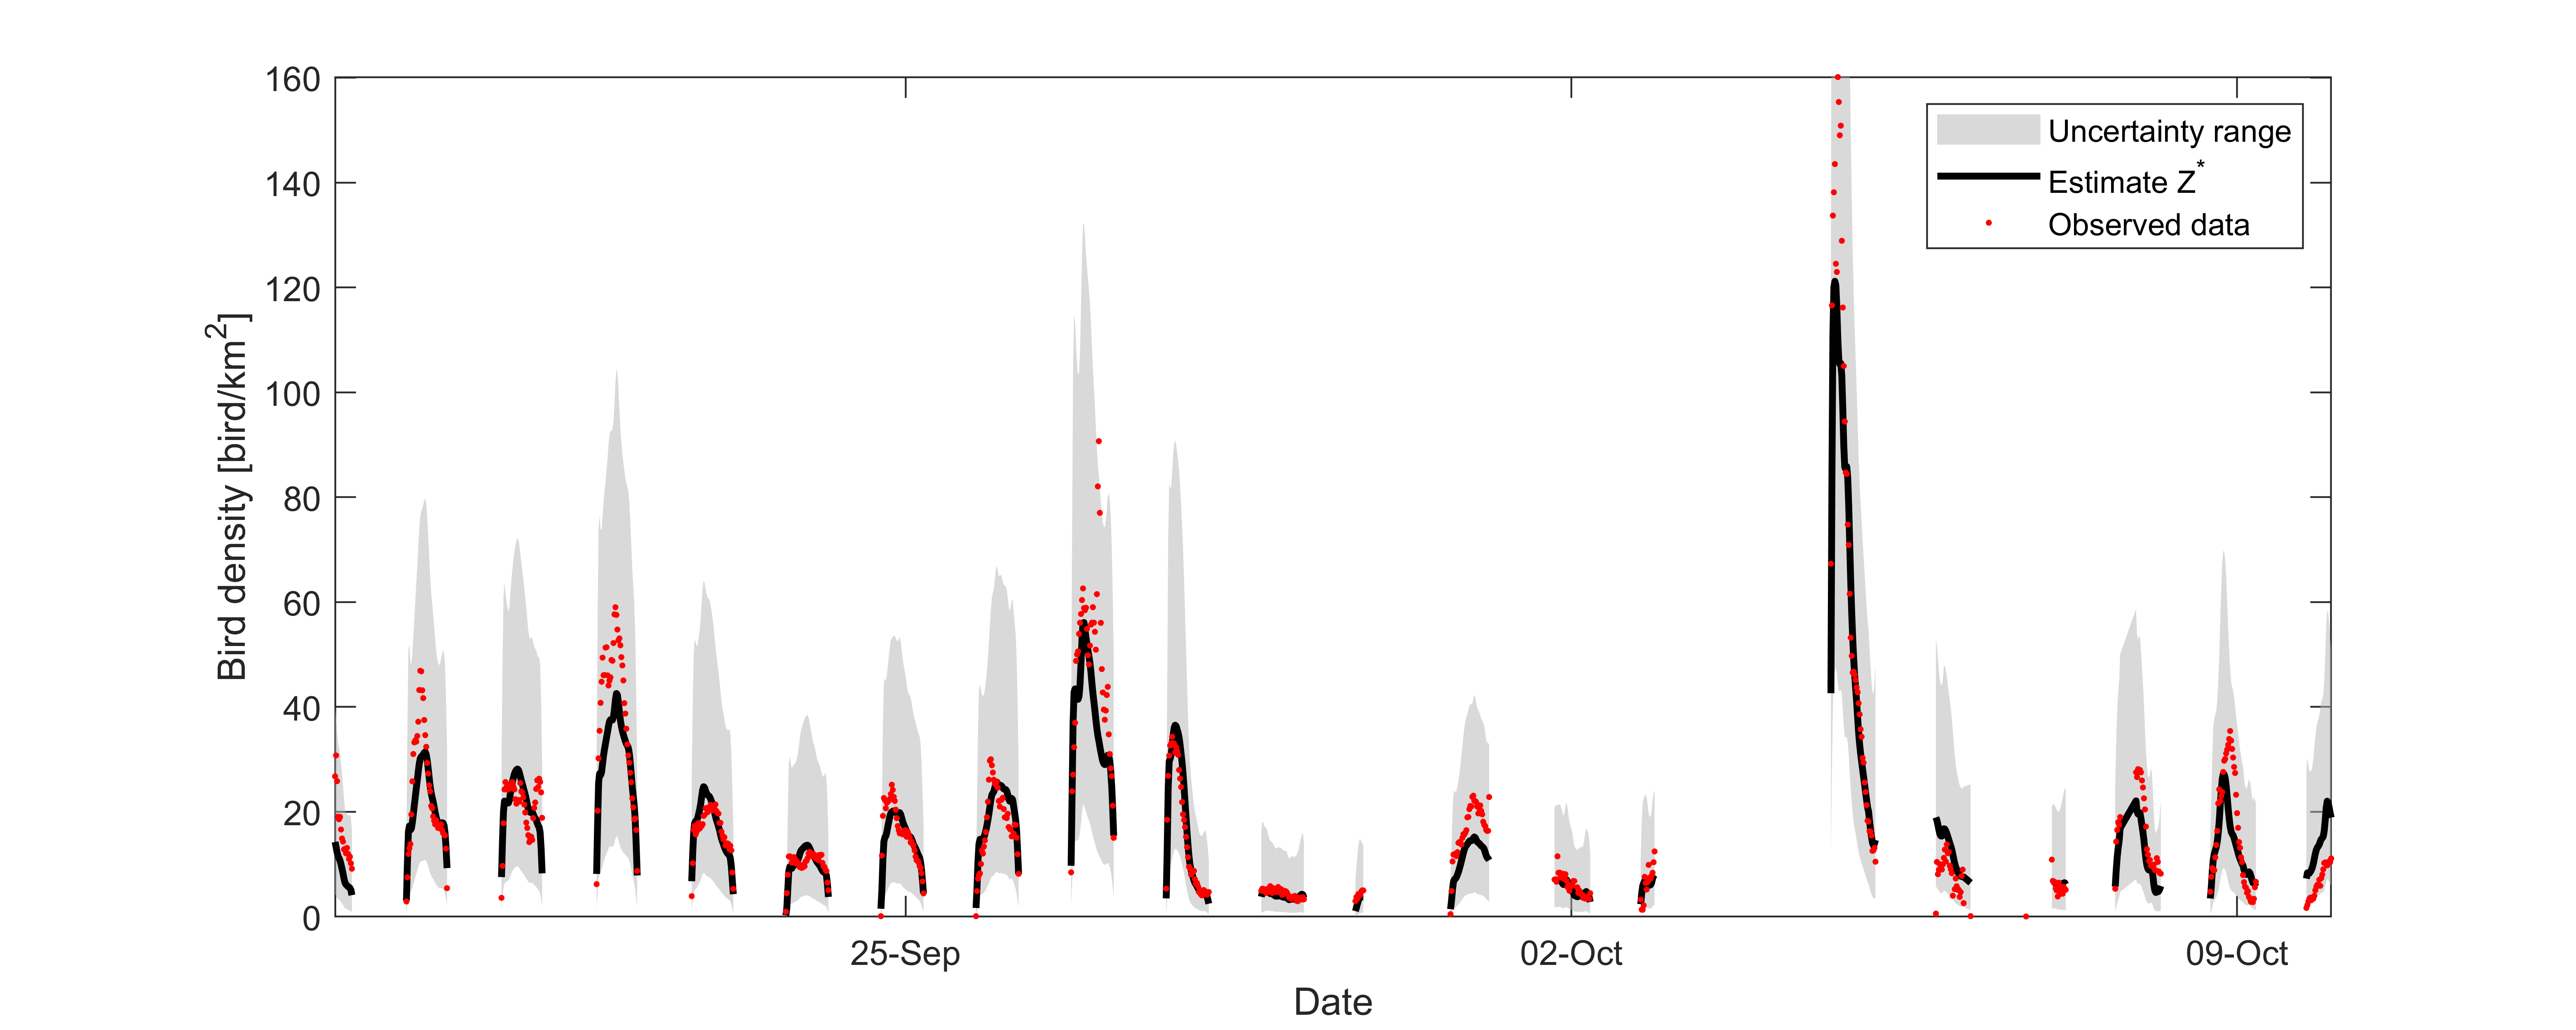 160
140
120
100
80
60
40
20
0
Bird density [bird/km²]
Uncertainty range
Estimate Z*
Observed data
25-Sep
02-Oct
09-Oct
Date